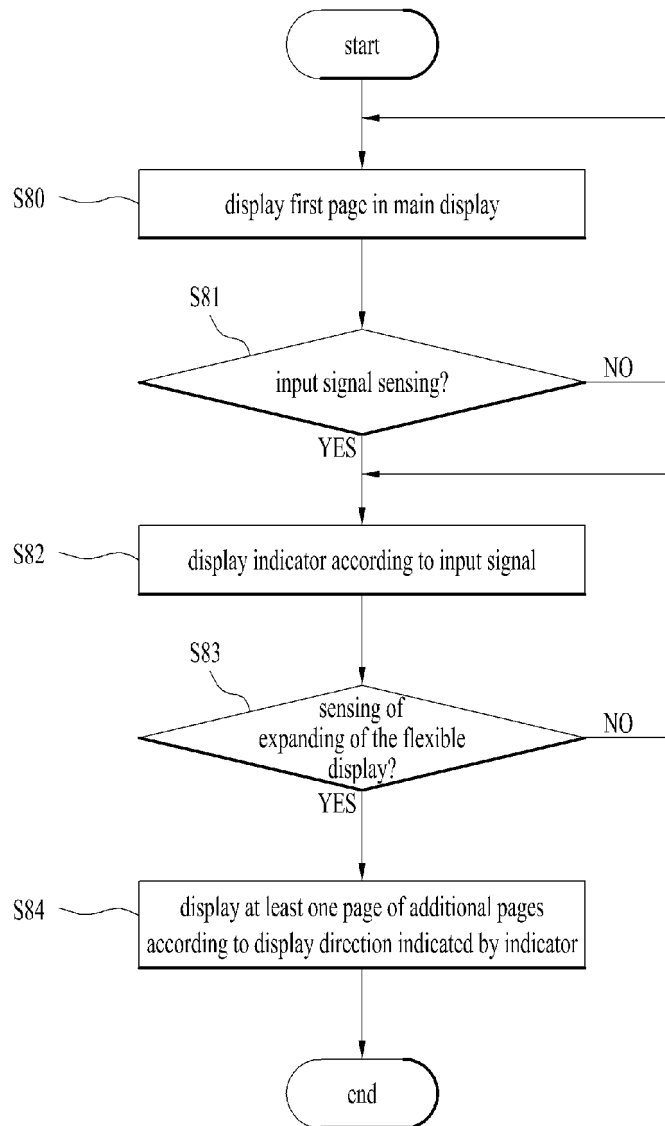 start
S80
display first page in main display
S81
input signal sensing?
NO
YES
S82
display indicator according to input signal
S83
sensing of
expanding of the flexible
display?
NO
YES
S84
display at least one page of additional pages
according to display direction indicated by indicator
end